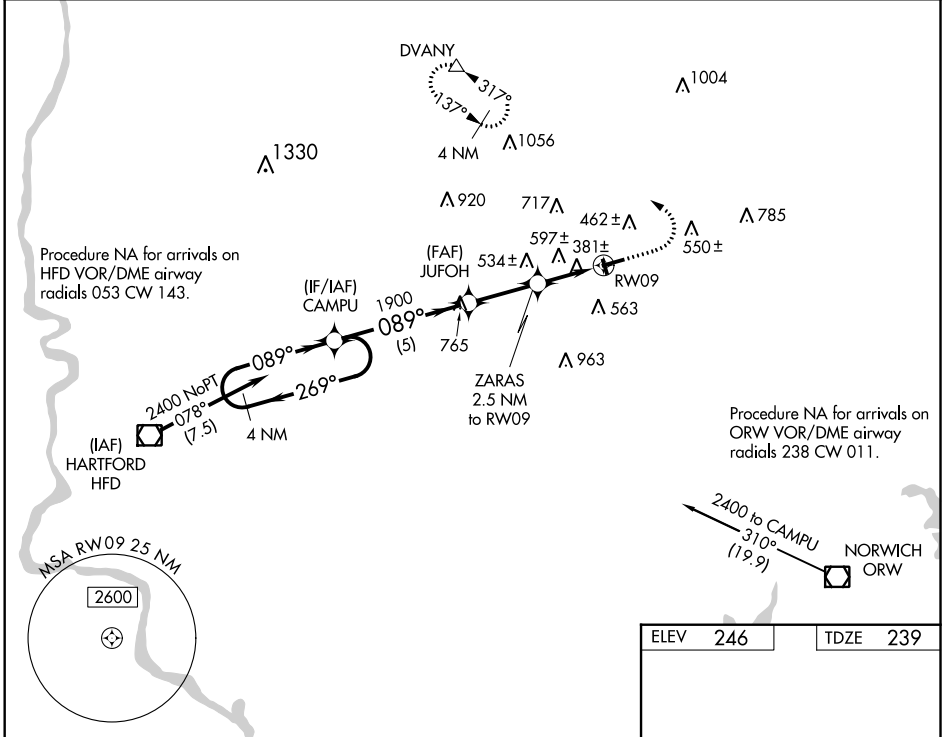 DVANY
317°
137°
4 NM
1004
1056
1330
920
717
462±
785
550±
597±
381±
534±
Procedure NA for arrivals on
HFD VOR/DME airway
radials 053 CW 143.
(FAF)
JUFOH
RW09
(IF/IAF)
CAMPU
1900
089°
(5)
765
563
963
089°
269°
2400 NoPT
078°
(7.5)
4 NM
ZARAS
2.5 NM
to RW09
(IAF)
HARTFORD
HFD
Procedure NA for arrivals on
ORW VOR/DME airway
radials 238 CW 011.
2400 to CAMPU
310°
(19.9)
NORWICH
ORW
MSA RW09 25 NM
2600
ELEV 246
TDZE 239